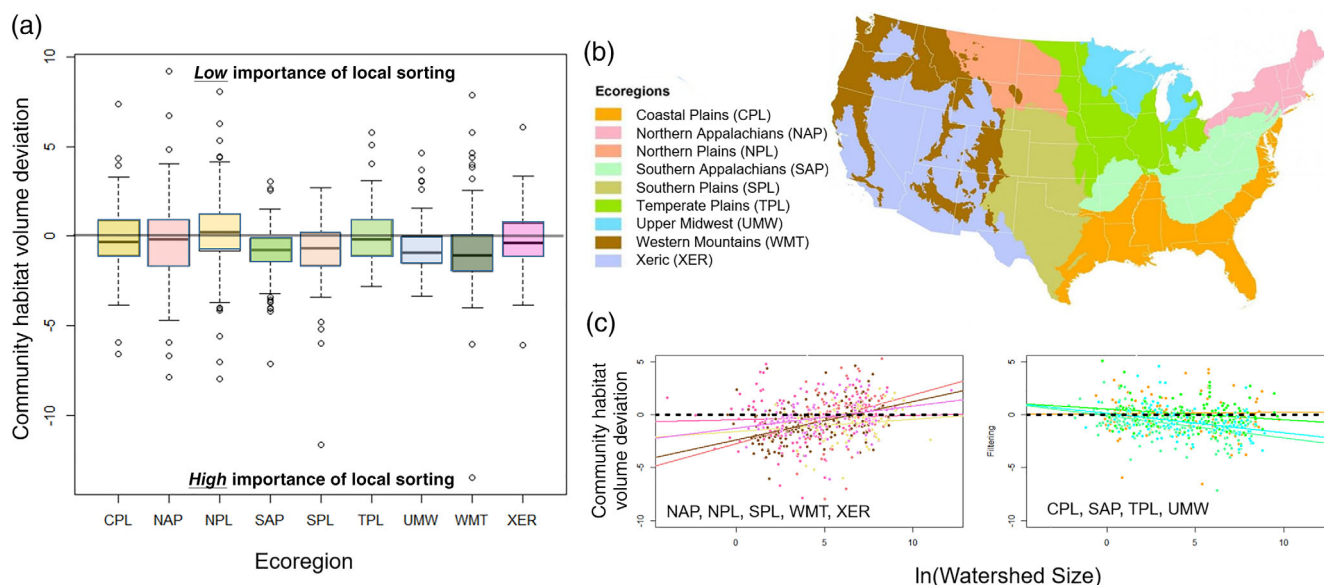 (a)
Community habitat volume deviation
10
5
0
-5
-10
Low importance of local sorting
High importance of local sorting
CPL NAP NPL SAP SPL TPL UMW WMT XER
Ecoregion
(b)
Ecoregions
Coastal Plains (CPL)
Northern Appalachians (NAP)
Northern Plains (NPL)
Southern Appalachians (SAP)
Southern Plains (SPL)
Temperate Plains (TPL)
Upper Midwest (UMW)
Western Mountains (WMT)
Xeric (XER)
(c)
Community habitat
volume deviation
5
0
-5
-10
NAP, NPL, SPL, WMT, XER
0 5 10
Filtering
5
0
-5
-10
CPL, SAP, TPL, UMW
0 5 10
ln(Watershed Size)